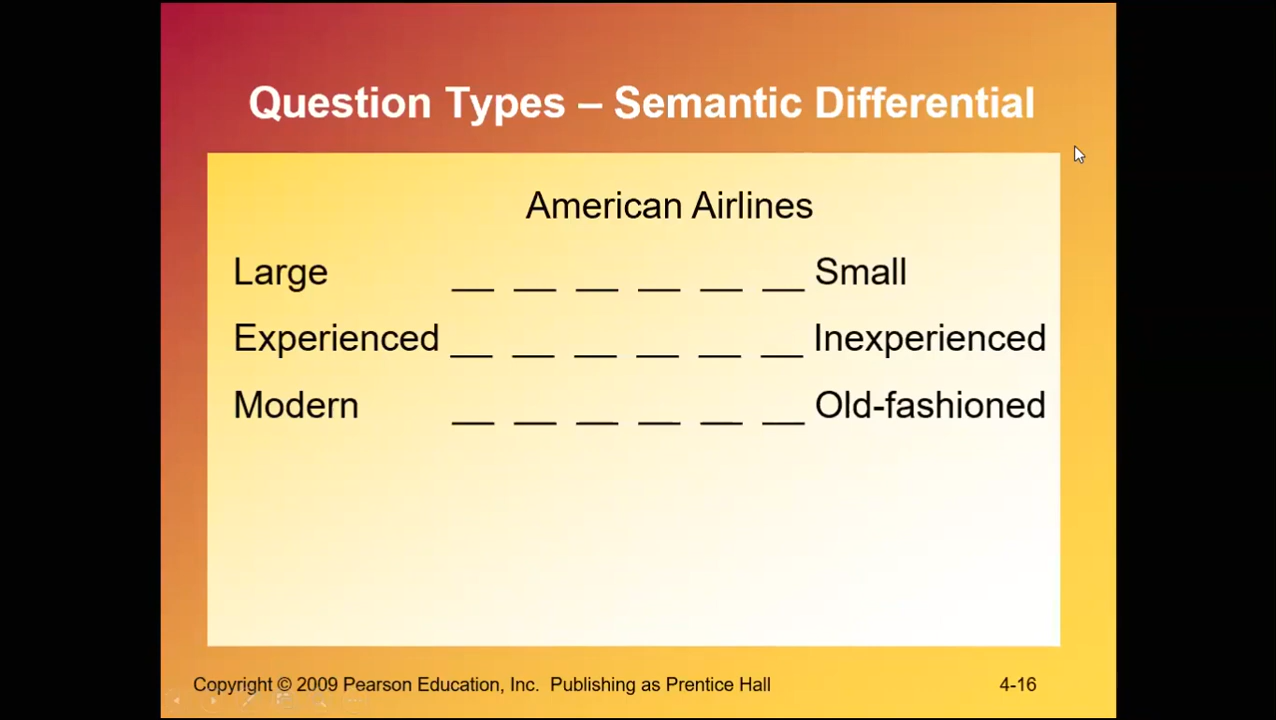 Question Types – Semantic Differential
American Airlines
Large __ __ __ __ __ __ Small
Experienced __ __ __ __ __ __ Inexperienced
Modern __ __ __ __ __ __ Old-fashioned
Copyright © 2009 Pearson Education, Inc.  Publishing as Prentice Hall 4-16